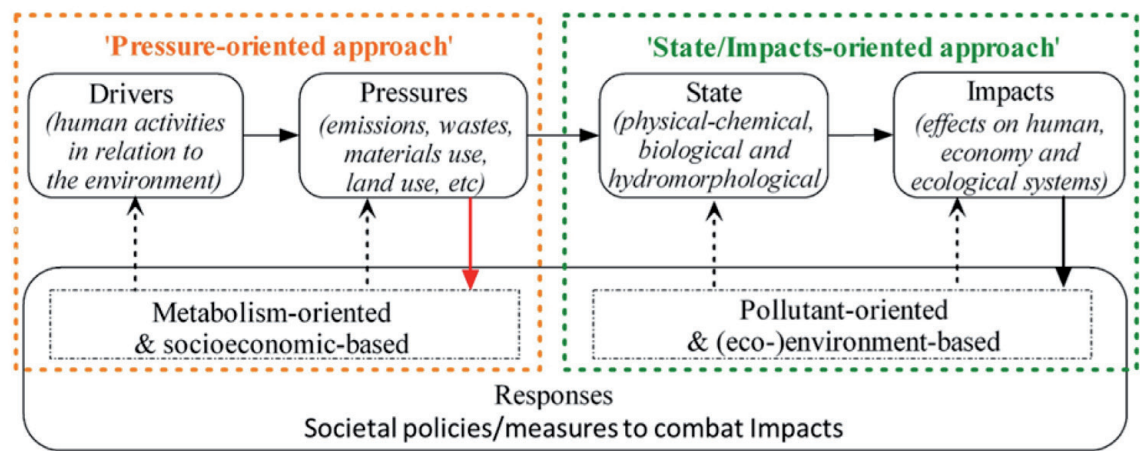 'Pressure-oriented approach'
'State/Impacts-oriented approach'
Drivers
(human activities
in relation to
the environment)
Pressures
(emissions, wastes,
materials use,
land use, etc)
State
(physical-chemical,
biological and
hydromorphological
Impacts
(effects on human,
economy and
ecological systems)
Metabolism-oriented
& socioeconomic-based
Pollutant-oriented
& (eco-)environment-based
Responses
Societal policies/measures to combat Impacts